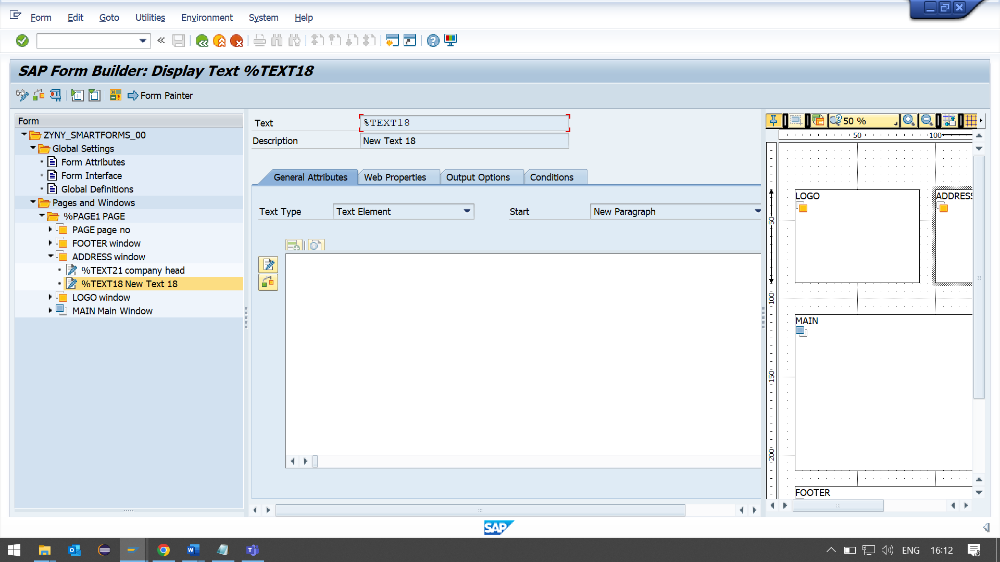 Form Edit Goto Utilities Environment System Help
SAP Form Builder: Display Text %TEXT18
Form Painter
Form
ZYNY_SMARTFORMS_00
Global Settings
Form Attributes
Form Interface
Global Definitions
Pages and Windows
%PAGE1 PAGE
PAGE page no
FOOTER window
ADDRESS window
%TEXT21 company head
%TEXT18 New Text 18
LOGO window
MAIN Main Window
Text %TEXT18
Description New Text 18
General Attributes Web Properties Output Options Conditions
Text Type Text Element Start New Paragraph
50 %
50 100
LOGO ADDRESS
50
100
MAIN
150
200
FOOTER
SAP
ENG 16:12